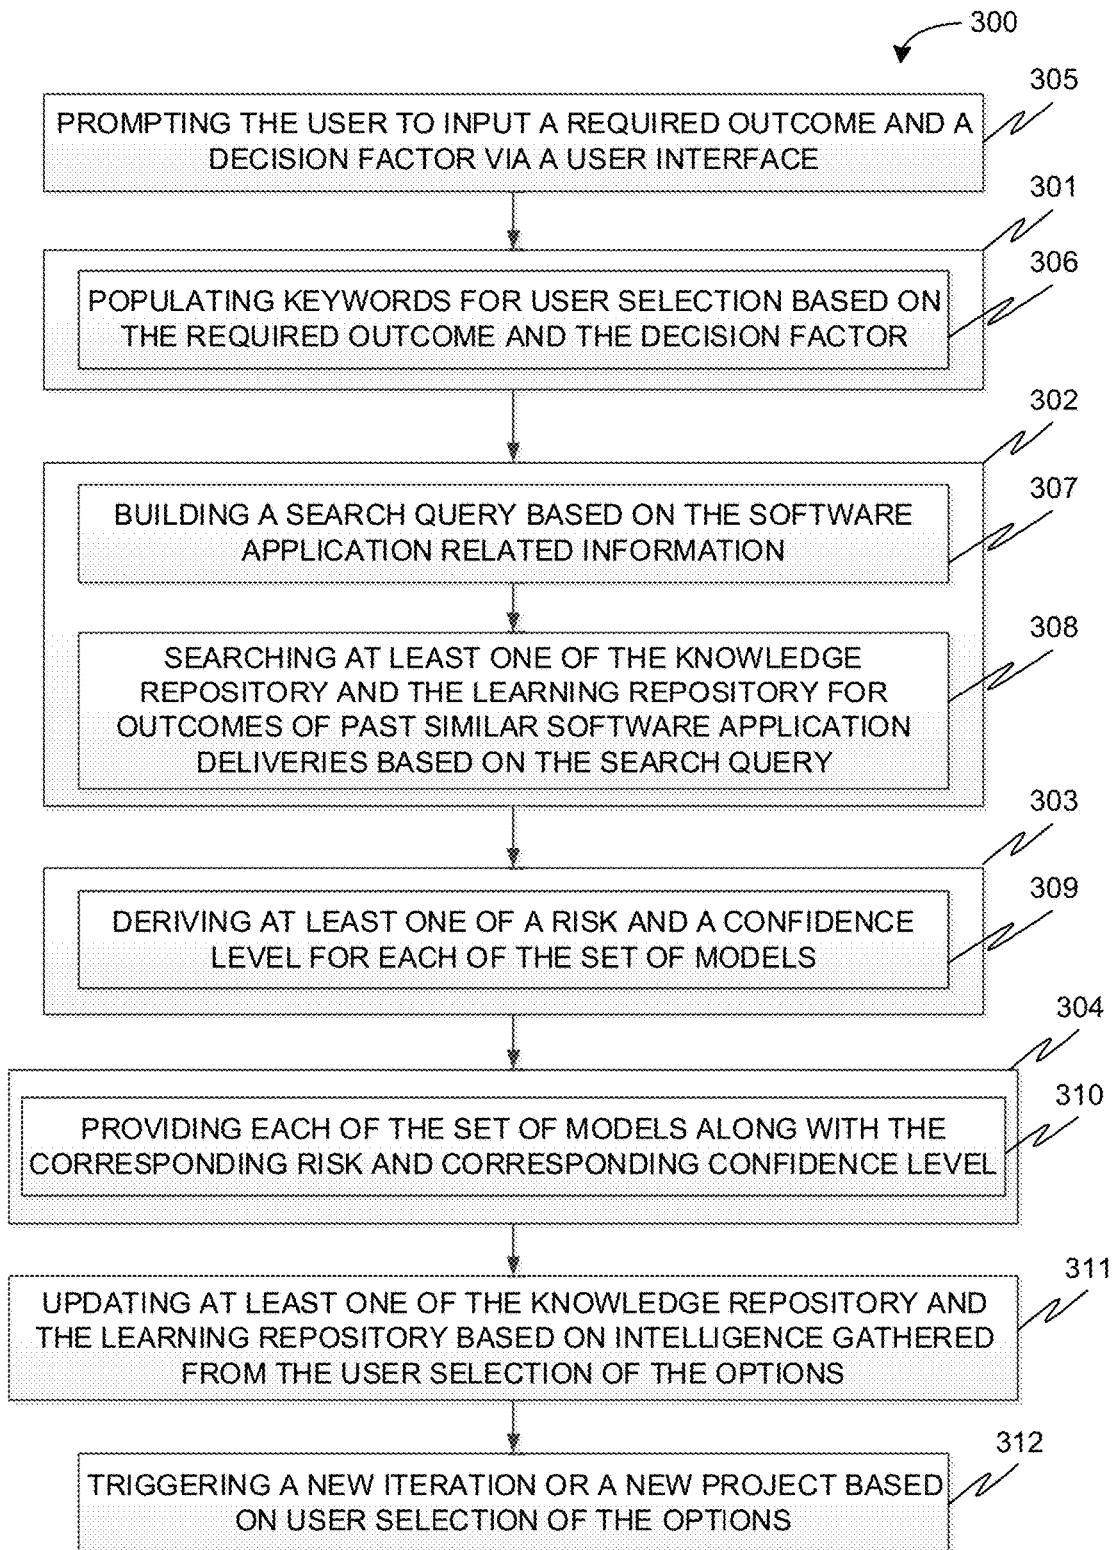 300
305
PROMPTING THE USER TO INPUT A REQUIRED OUTCOME AND A
DECISION FACTOR VIA A USER INTERFACE
301
306
POPULATING KEYWORDS FOR USER SELECTION BASED ON
THE REQUIRED OUTCOME AND THE DECISION FACTOR
302
307
BUILDING A SEARCH QUERY BASED ON THE SOFTWARE
APPLICATION RELATED INFORMATION
308
SEARCHING AT LEAST ONE OF THE KNOWLEDGE
REPOSITORY AND THE LEARNING REPOSITORY FOR
OUTCOMES OF PAST SIMILAR SOFTWARE APPLICATION
DELIVERIES BASED ON THE SEARCH QUERY
303
309
DERIVING AT LEAST ONE OF A RISK AND A CONFIDENCE
LEVEL FOR EACH OF THE SET OF MODELS
304
310
PROVIDING EACH OF THE SET OF MODELS ALONG WITH THE
CORRESPONDING RISK AND CORRESPONDING CONFIDENCE LEVEL
311
UPDATING AT LEAST ONE OF THE KNOWLEDGE REPOSITORY AND
THE LEARNING REPOSITORY BASED ON INTELLIGENCE GATHERED
FROM THE USER SELECTION OF THE OPTIONS
312
TRIGGERING A NEW ITERATION OR A NEW PROJECT BASED
ON USER SELECTION OF THE OPTIONS